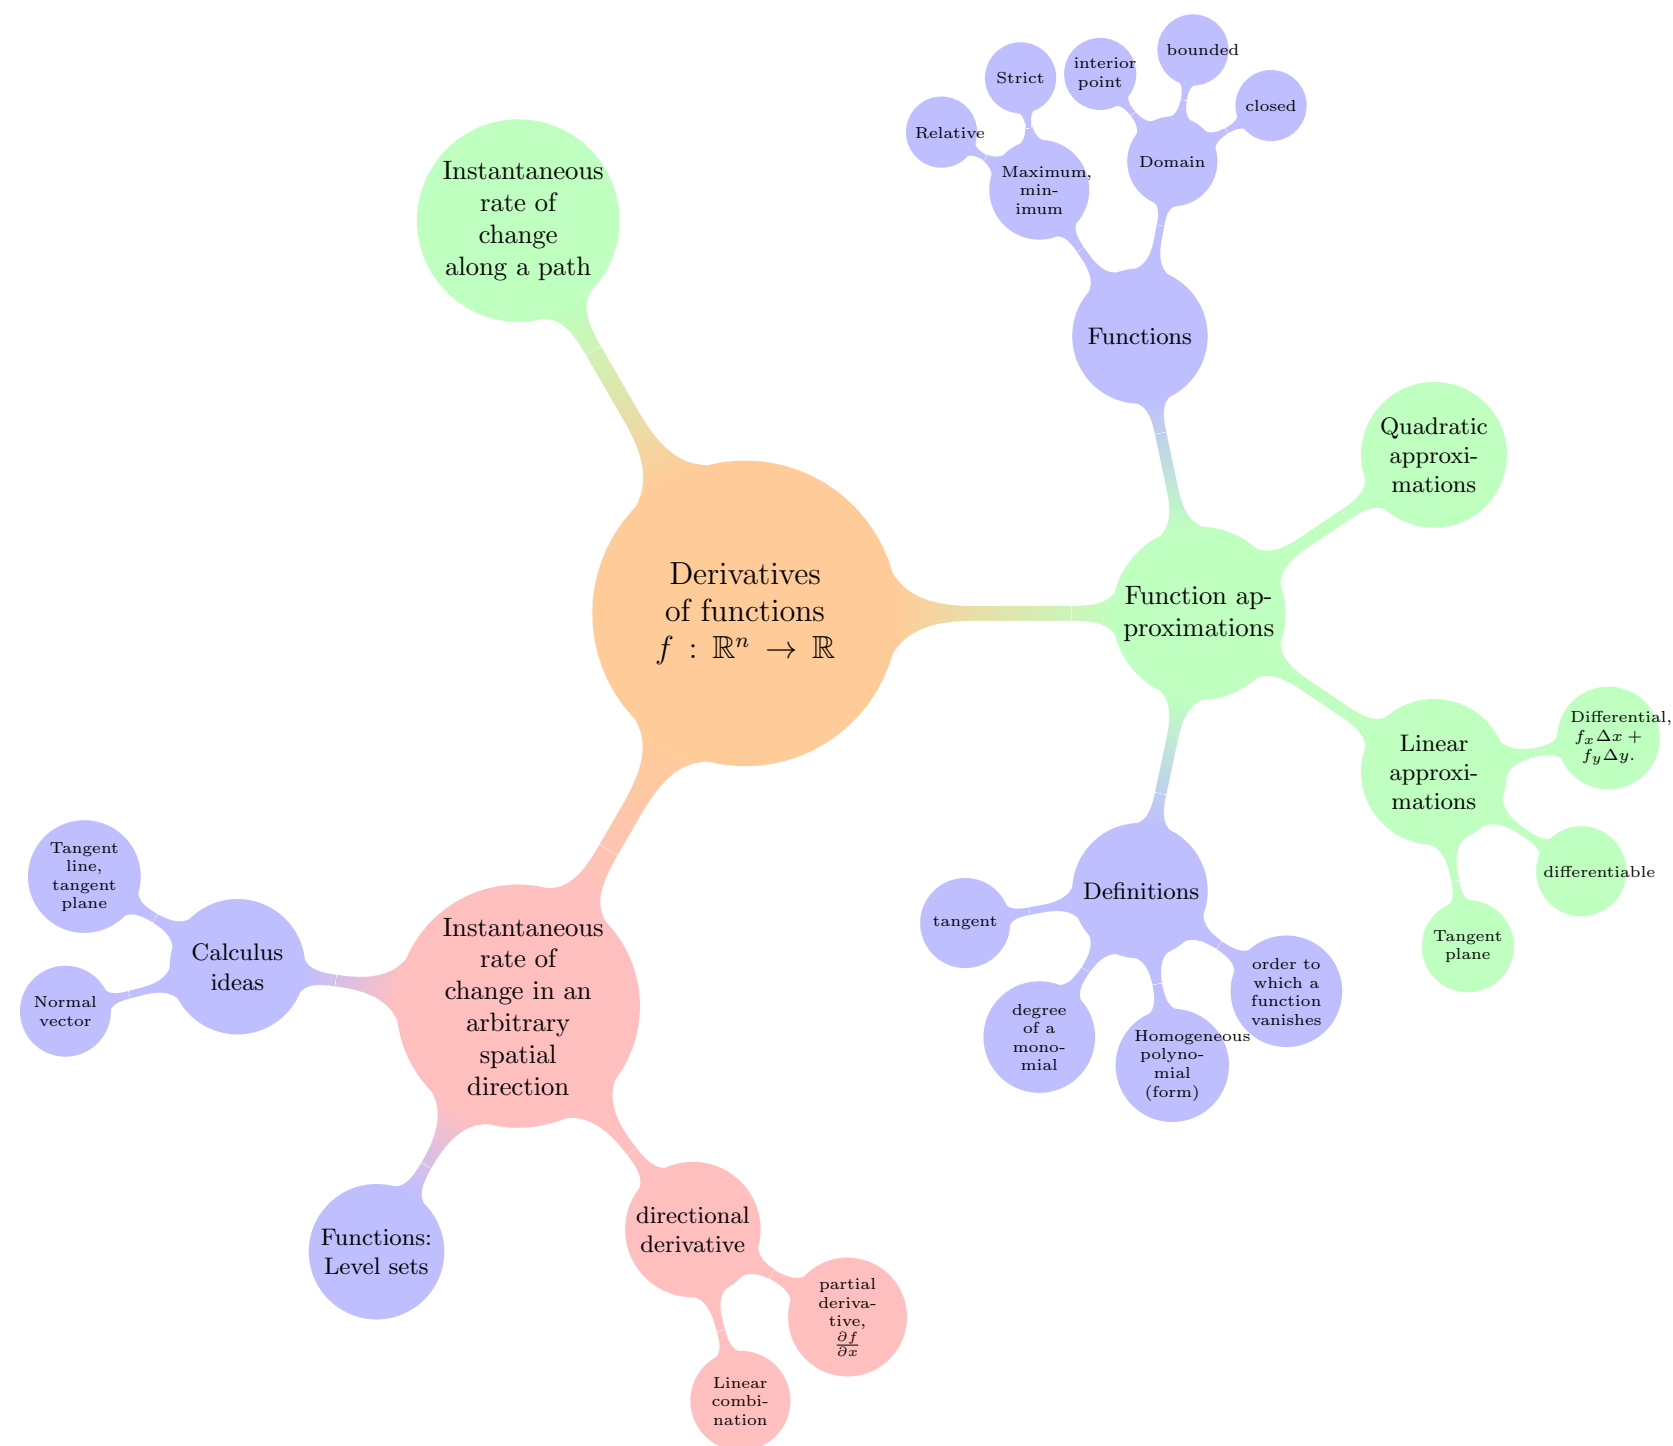 bounded
interior
point
Strict
closed
Relative
Domain
Maximum,
min-
imum
Instantaneous
rate of
change
along a path
Functions
Quadratic
approxi-
mations
Derivatives
of functions
f : ℝⁿ → ℝ
Function ap-
proximations
Differential,
fₓΔx +
f_yΔy.
Linear
approxi-
mations
differentiable
Tangent
plane
Definitions
tangent
order to
which a
function
vanishes
degree
of a
mono-
mial
Homogeneous
polyno-
mial
(form)
Tangent
line,
tangent
plane
Calculus
ideas
Normal
vector
Instantaneous
rate of
change in an
arbitrary
spatial
direction
Functions:
Level sets
directional
derivative
partial
deriva-
tive,
∂f/∂x
Linear
combi-
nation